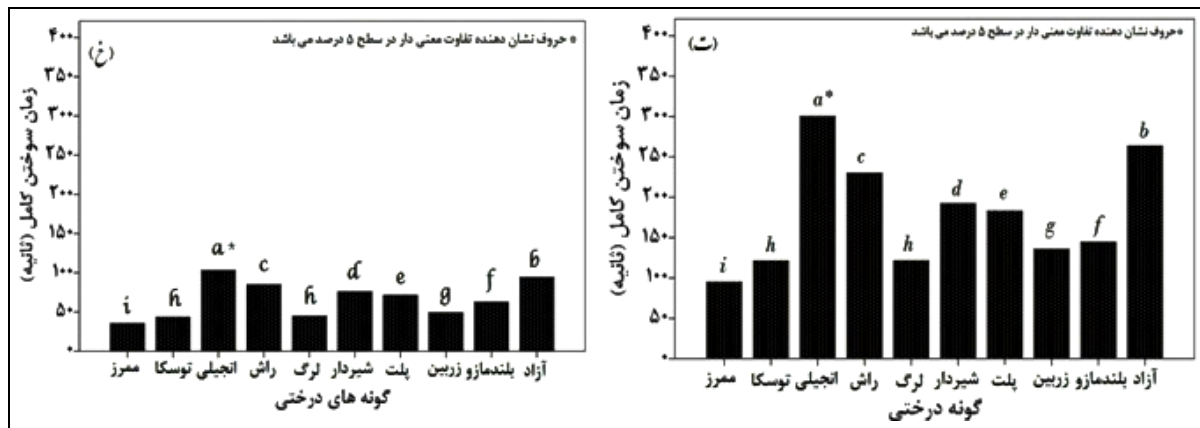 * حروف نشان دهنده تفاوت معنی دار در سطح ۵ درصد می باشد
(ت)
زمان سوختن کامل (ثانیه)
۴۰۰
۳۵۰
۳۰۰
۲۵۰
۲۰۰
۱۵۰
۱۰۰
۵۰
۰
i h a* c h d e g f b
ممرز توسکا انجیلی راش لرگ شیردار پلت زربین بلندمازو آزاد
گونه درختی
* حروف نشان دهنده تفاوت معنی دار در سطح ۵ درصد می باشد
(خ)
زمان سوختن کامل (ثانیه)
۴۰۰
۳۵۰
۳۰۰
۲۵۰
۲۰۰
۱۵۰
۱۰۰
۵۰
۰
i h a* c h d e g f b
ممرز توسکا انجیلی راش لرگ شیردار پلت زربین بلندمازو آزاد
گونه های درختی